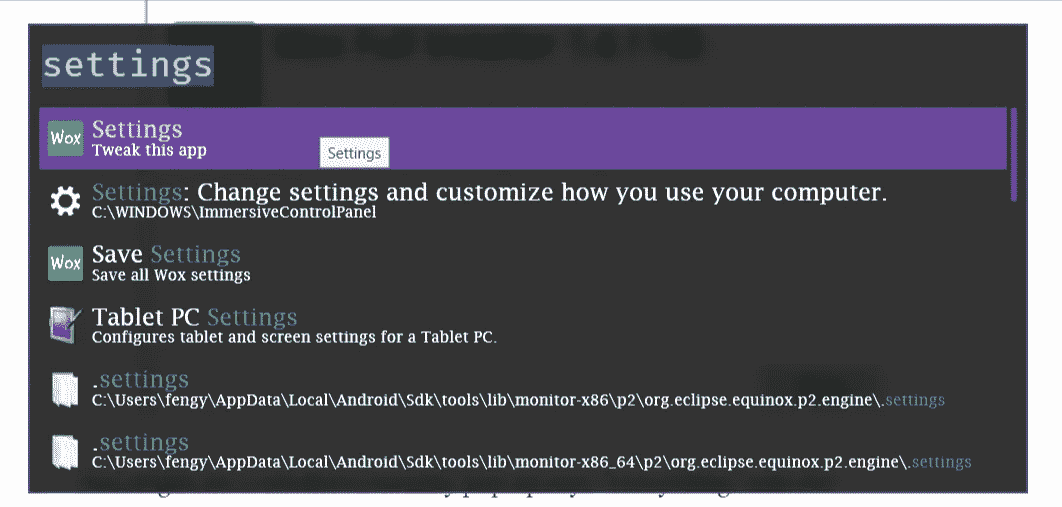 settings
Wox
Settings
Tweak this app
Settings
Settings: Change settings and customize how you use your computer.
C:\WINDOWS\ImmersiveControlPanel
Wox
Save Settings
Save all Wox settings
Tablet PC Settings
Configures tablet and screen settings for a Tablet PC.
.settings
C:\Users\fengy\AppData\Local\Android\Sdk\tools\lib\monitor-x86\p2\org.eclipse.equinox.p2.engine\.settings
.settings
C:\Users\fengy\AppData\Local\Android\Sdk\tools\lib\monitor-x86_64\p2\org.eclipse.equinox.p2.engine\.settings